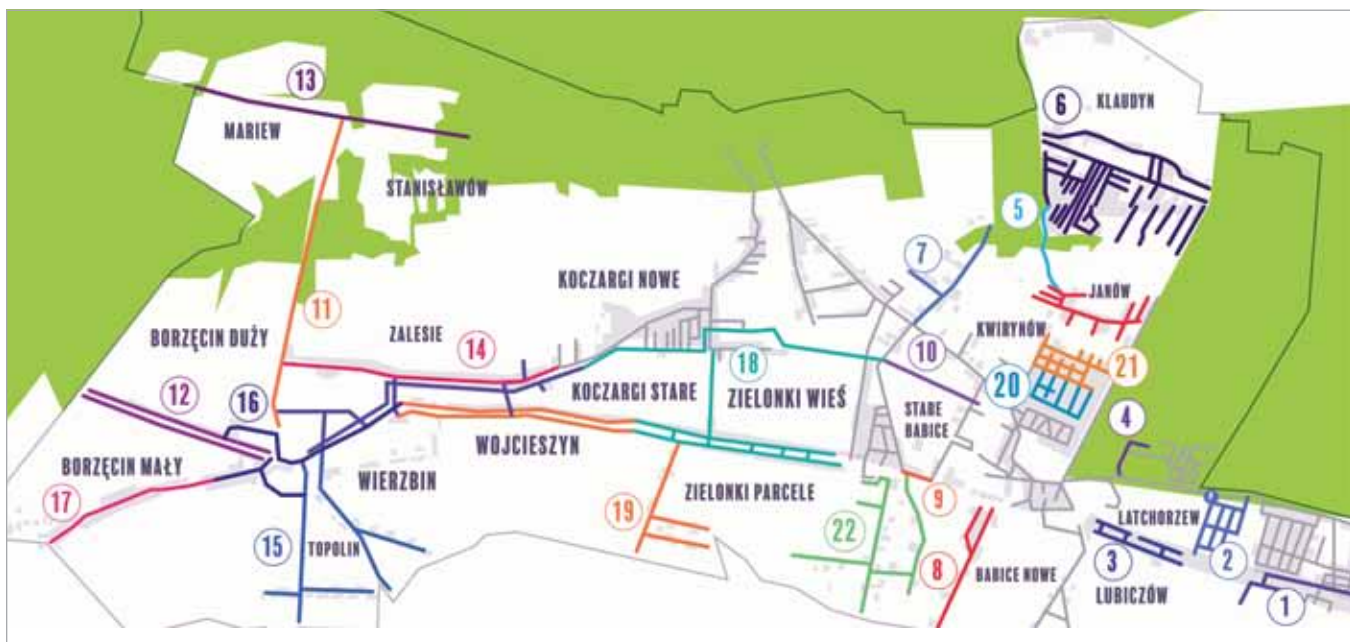 13
MARIEW
6
KLAUDYN
STANISŁAWÓW
5
7
KOCZARGI NOWE
JANÓW
11
BORZĘCIN DUŻY
ZALESIE
14
KWIRYNÓW
10
18
21
12
16
KOCZARGI STARE
ZIELONKI WIEŚ
20
STARE
BABICE
4
WOJCIESZYN
BORZĘCIN MAŁY
WIERZBIN
ZIELONKI PARCELE
9
17
19
LATCHORZEW
15
TOPOLIN
22
8
BABICE NOWE
3
2
LUBICZÓW
1